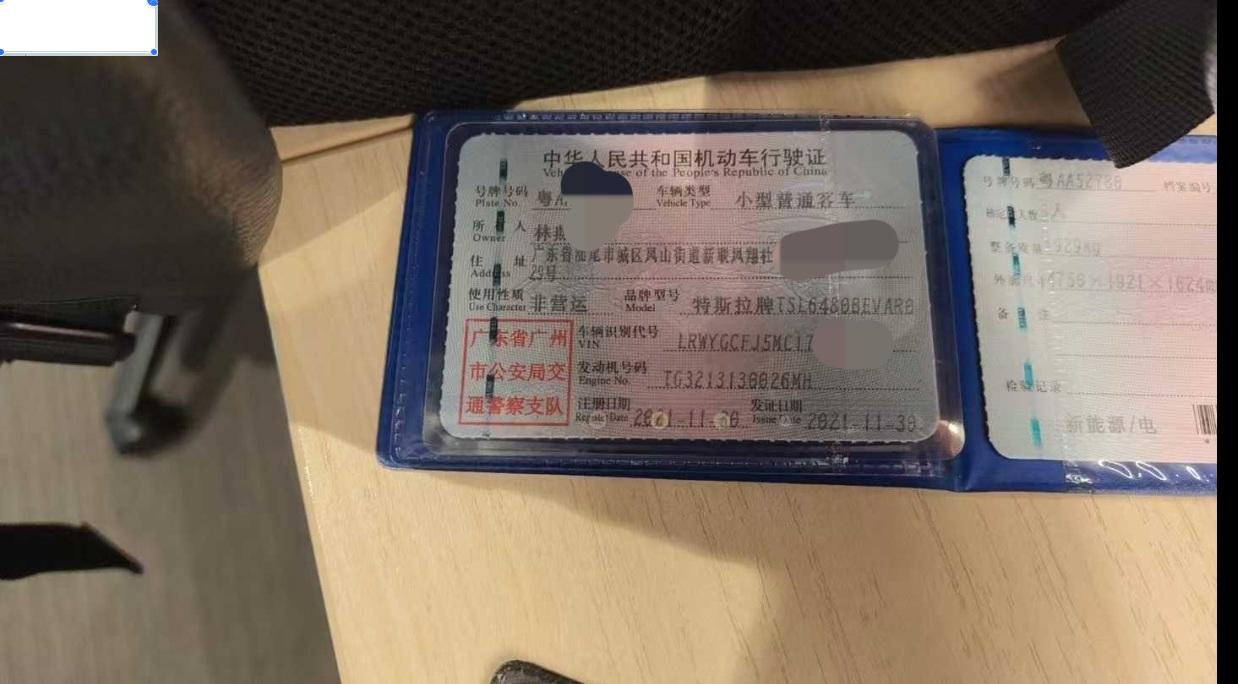 中华人民共和国机动车行驶证
Veh of the People's Republic of China
号牌号码 粤A 车辆类型 小型普通客车
Plate No. Vehicle Type
所 人 林
Owner
住 址 广东省汕尾市城区凤山街道新联凤翔社
Address 29号
使用性质 非营运 品牌型号 特斯拉牌TSL6480BEVAR0
Use Character Model
广东省广州
市公安局交
通警察支队
车辆识别代号 LRWYGCFJ5MC17
VIN
发动机号码 TG3213130026MH
Engine No.
注册日期 2021-11-30 发证日期 2021-11-30
Register Date Issue Date
号牌号码 粤AA52786 档案编号
人数 人
整备质量
外廓尺寸 4750×1921×1624
备 注
检验记录
新能源/电